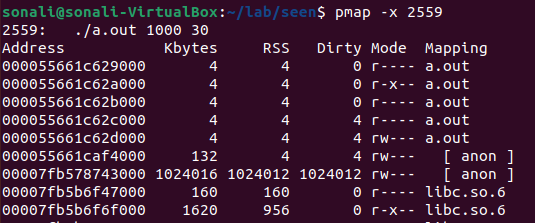 sonali@sonali-VirtualBox:~/lab/seen$ pmap -x 2559
2559:   ./a.out 1000 30
Address           Kbytes     RSS   Dirty Mode  Mapping
000055661c629000       4       4       0 r---- a.out
000055661c62a000       4       4       0 r-x-- a.out
000055661c62b000       4       4       0 r---- a.out
000055661c62c000       4       4       4 r---- a.out
000055661c62d000       4       4       4 rw--- a.out
000055661caf4000     132       4       4 rw---   [ anon ]
00007fb578743000 1024016 1024012 1024012 rw---   [ anon ]
00007fb5b6f47000     160     160       0 r---- libc.so.6
00007fb5b6f6f000    1620     956       0 r-x-- libc.so.6